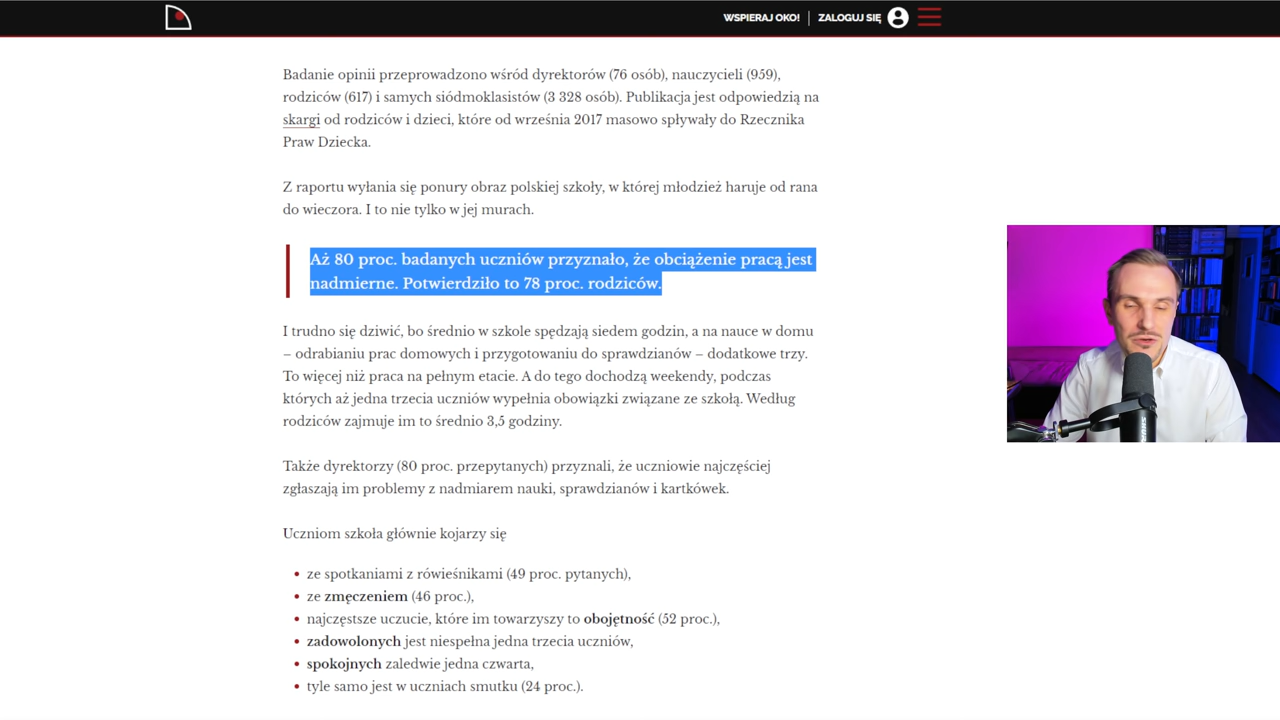 WSPIERAJ OKO! ZALOGUJ SIĘ
Badanie opinii przeprowadzono wśród dyrektorów (76 osób), nauczycieli (959),
rodziców (617) i samych siódmoklasistów (3 328 osób). Publikacja jest odpowiedzią na
skargi od rodziców i dzieci, które od września 2017 masowo spływały do Rzecznika
Praw Dziecka.
Z raportu wyłania się ponury obraz polskiej szkoły, w której młodzież haruje od rana
do wieczora. I to nie tylko w jej murach.
Aż 80 proc. badanych uczniów przyznało, że obciążenie pracą jest
nadmierne. Potwierdziło to 78 proc. rodziców.
I trudno się dziwić, bo średnio w szkole spędzają siedem godzin, a na nauce w domu
– odrabianiu prac domowych i przygotowaniu do sprawdzianów – dodatkowe trzy.
To więcej niż praca na pełnym etacie. A do tego dochodzą weekendy, podczas
których aż jedna trzecia uczniów wypełnia obowiązki związane ze szkołą. Według
rodziców zajmuje im to średnio 3,5 godziny.
Także dyrektorzy (80 proc. przepytanych) przyznali, że uczniowie najczęściej
zgłaszają im problemy z nadmiarem nauki, sprawdzianów i kartkówek.
Uczniom szkoła głównie kojarzy się
• ze spotkaniami z rówieśnikami (49 proc. pytanych),
• ze zmęczeniem (46 proc.),
• najczęstsze uczucie, które im towarzyszy to obojętność (52 proc.),
• zadowolonych jest niespełna jedna trzecia uczniów,
• spokojnych zaledwie jedna czwarta,
• tyle samo jest w uczniach smutku (24 proc.).